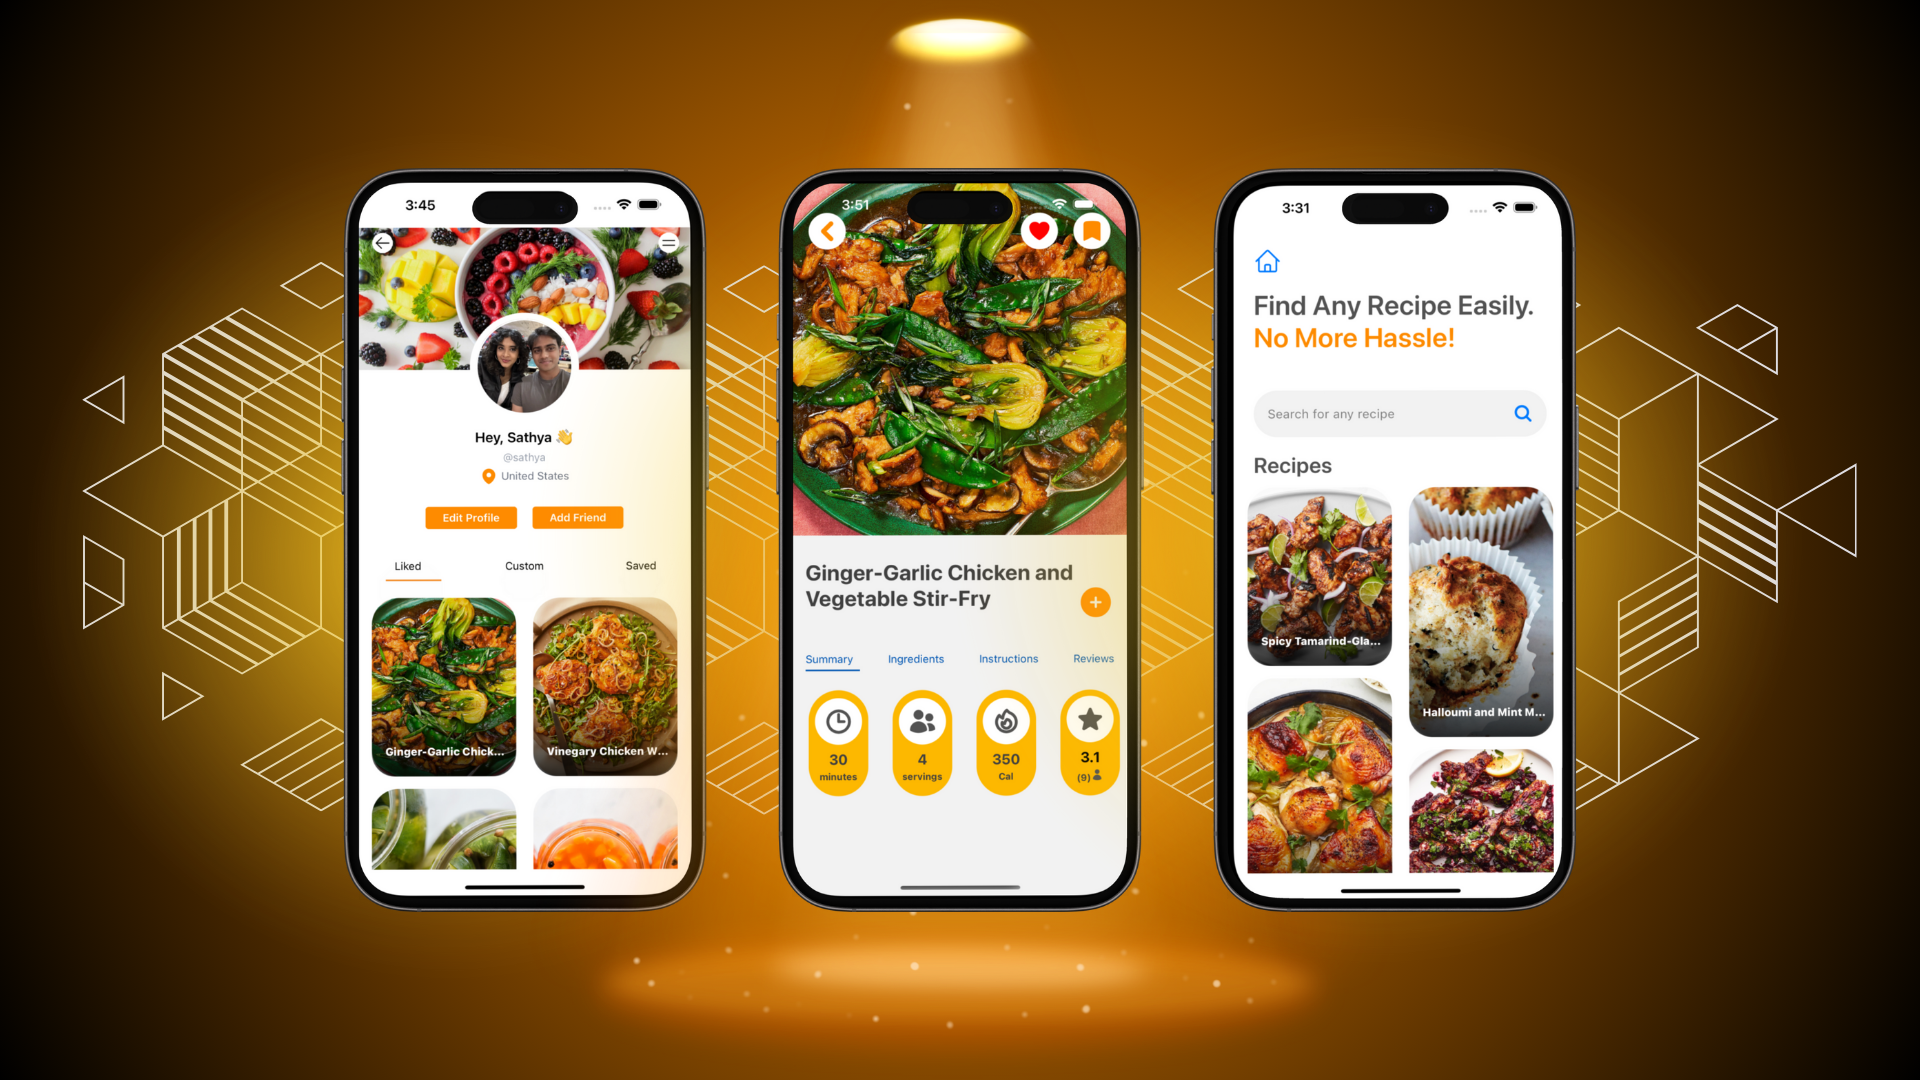 3:45
Hey, Sathya 👋
@sathya
United States
Edit Profile
Add Friend
Liked
Custom
Saved
Ginger-Garlic Chick...
Vinegary Chicken W...
3:51
Ginger-Garlic Chicken and
Vegetable Stir-Fry
+
Summary
Ingredients
Instructions
Reviews
30
minutes
4
servings
350
Cal
3.1
(9)
3:31
Find Any Recipe Easily.
No More Hassle!
Search for any recipe
Recipes
Spicy Tamarind-Gla...
Halloumi and Mint M...